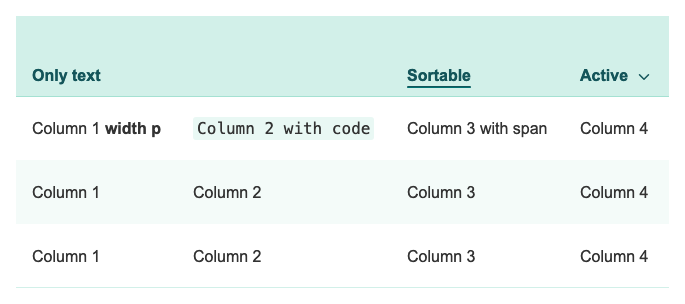 Only text Sortable Active
Column 1 width p Column 2 with code Column 3 with span Column 4
Column 1 Column 2 Column 3 Column 4
Column 1 Column 2 Column 3 Column 4